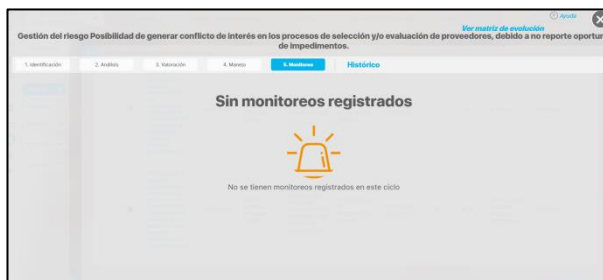 Ayuda
Ver matriz de evolución
Gestión del riesgo Posibilidad de generar conflicto de interés en los procesos de selección y/o evaluación de proveedores, debido a no reporte oportun
de impedimentos.
1. Identificación 2. Análisis 3. Valoración 4. Manejo 5. Monitoreo Histórico
Sin monitoreos registrados
No se tienen monitoreos registrados en este ciclo